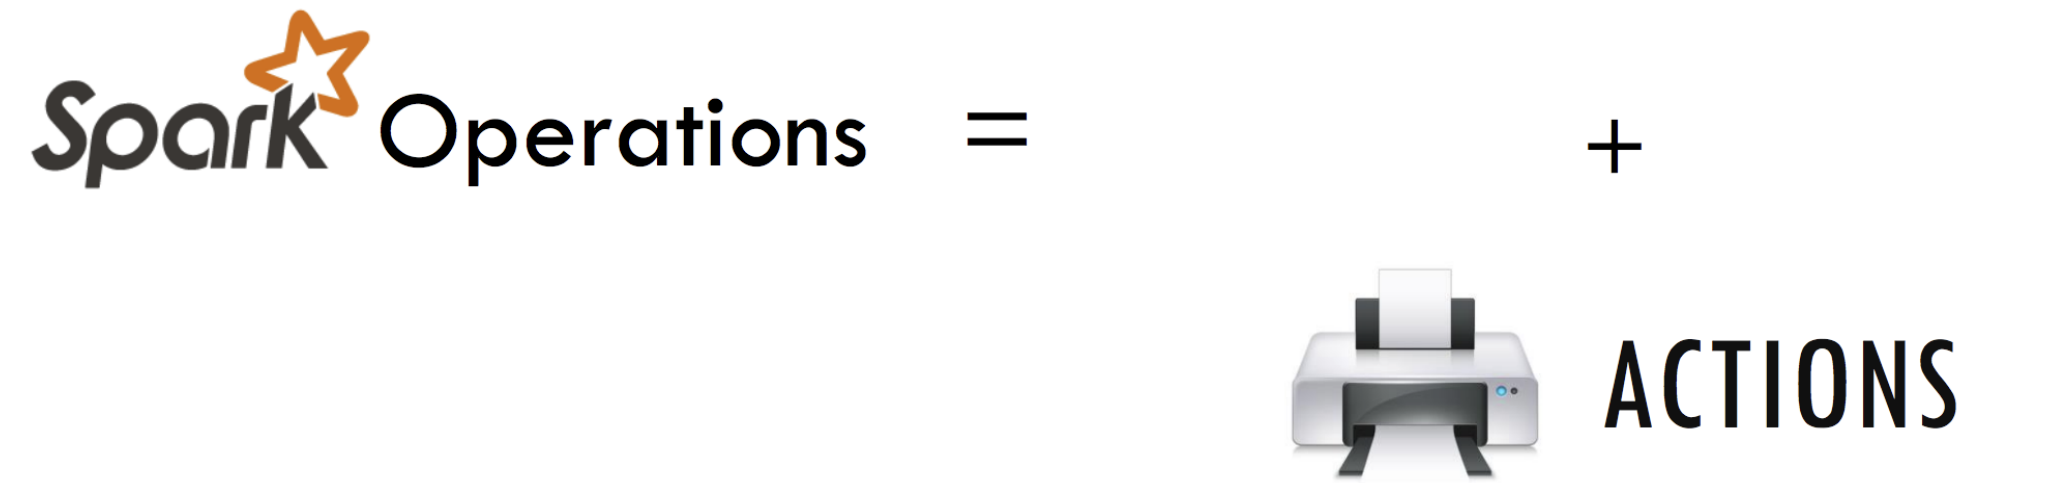 Spark Operations = +
ACTIONS